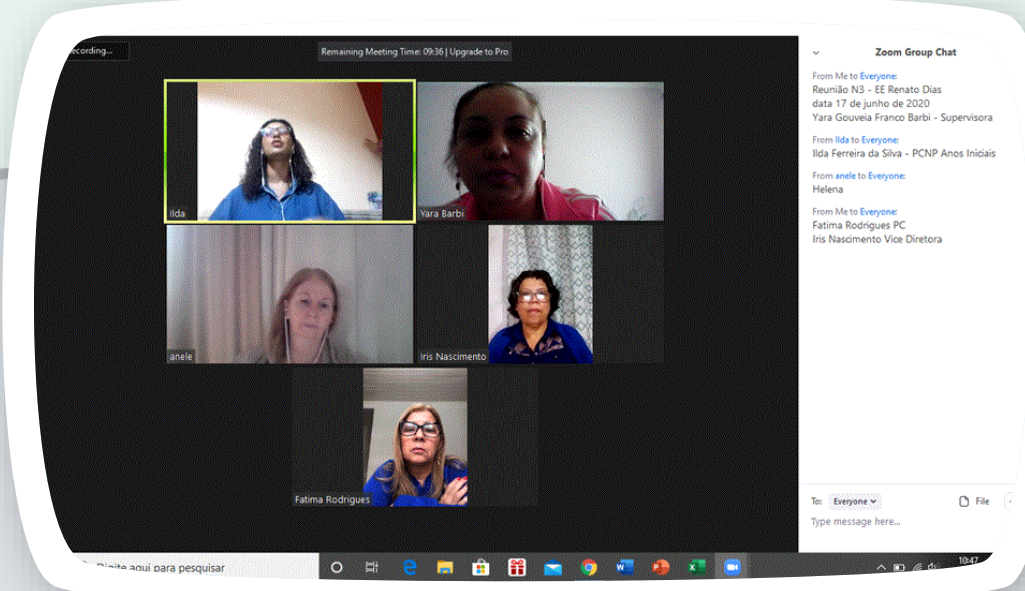 ecording...
Remaining Meeting Time: 09:36 | Upgrade to Pro
Ilda
Yara Barbi
anele
Iris Nascimento
Fatima Rodrigues
Zoom Group Chat
From Me to Everyone:
Reunião N3 - EE Renato Dias
data 17 de junho de 2020
Yara Gouveia Franco Barbi - Supervisora
From Ilda to Everyone:
Ilda Ferreira da Silva - PCNP Anos Iniciais
From anele to Everyone:
Helena
From Me to Everyone:
Fatima Rodrigues PC
Iris Nascimento Vice Diretora
To: Everyone
File
Type message here...
Digite aqui para pesquisar
10:47